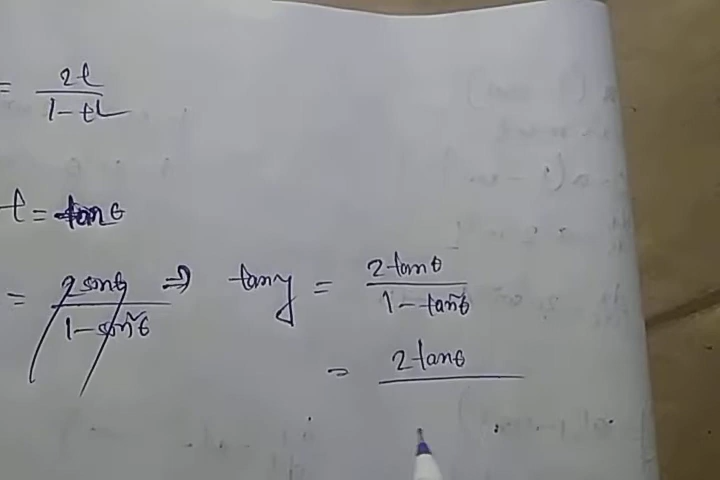 = 2t / 1-t²
t = tanθ
= 2sinθ / 1-sin²θ ⇒ tany = 2tanθ / 1-tan²θ
= 2tanθ